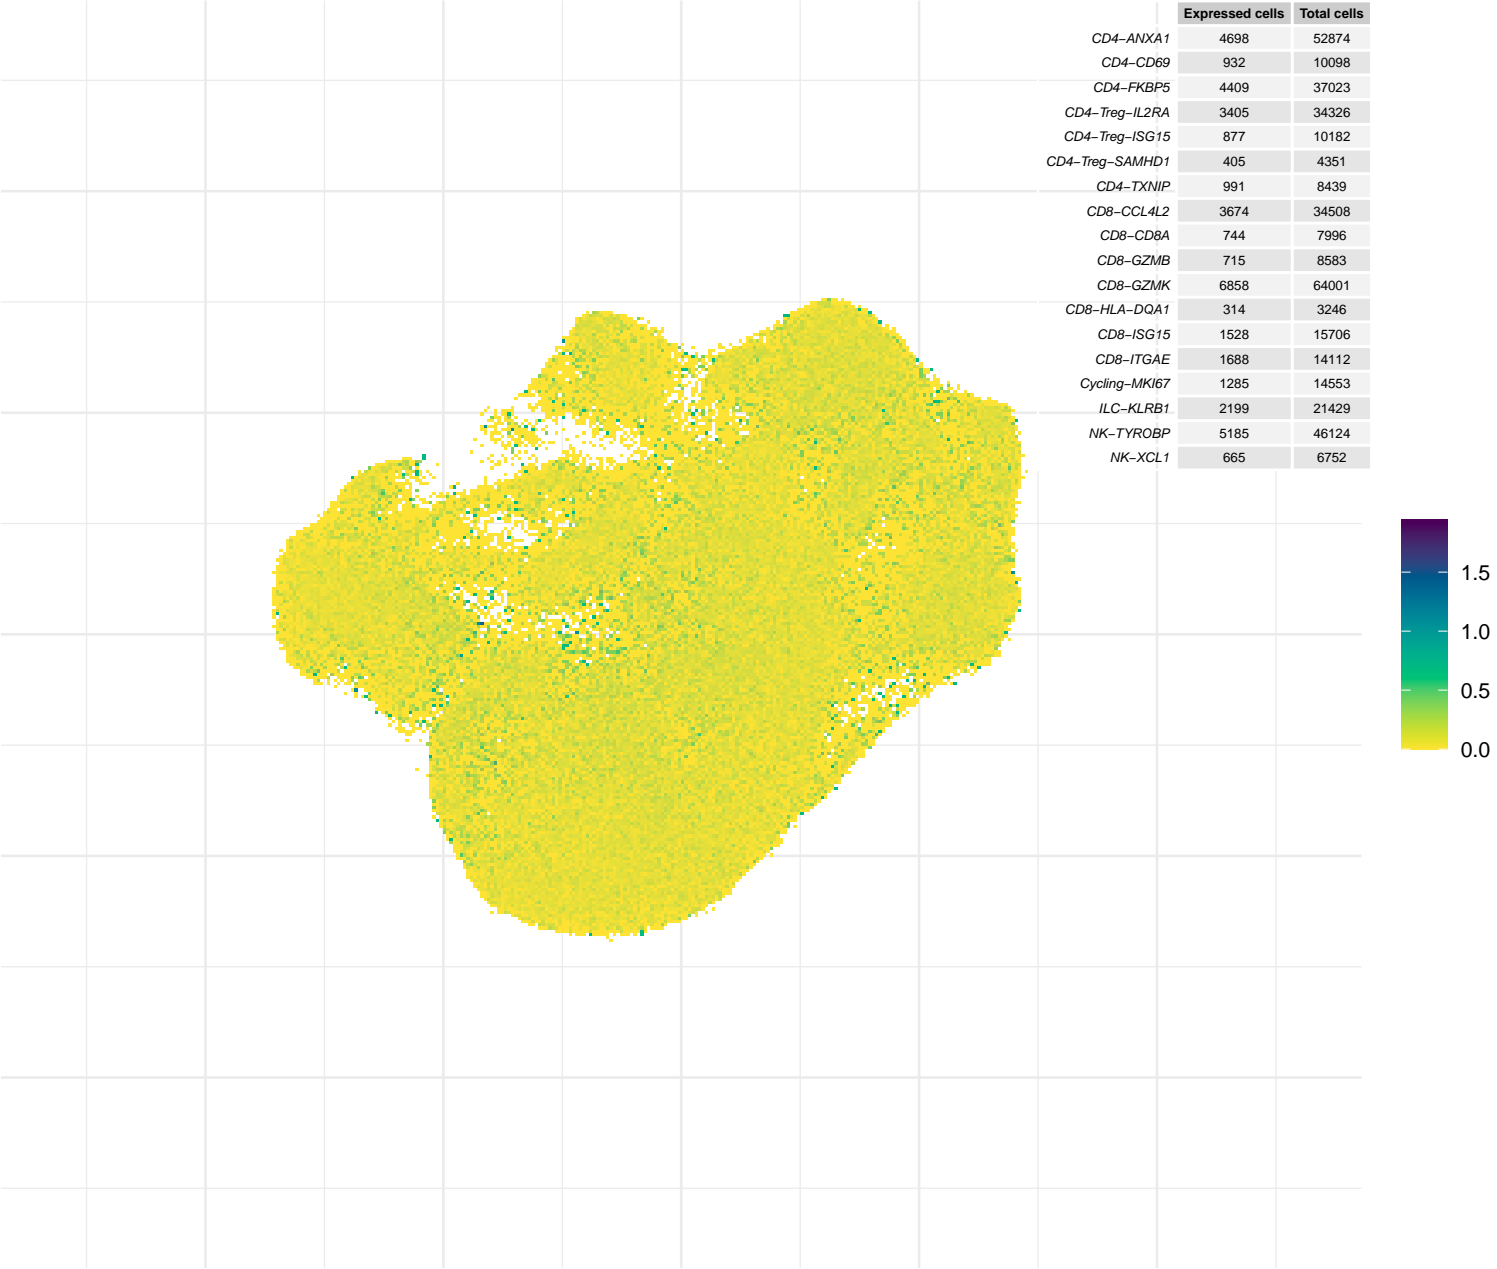 Expressed cells Total cells
CD4−ANXA1 4698 52874
CD4−CD69 932 10098
CD4−FKBP5 4409 37023
CD4−Treg−IL2RA 3405 34326
CD4−Treg−ISG15 877 10182
CD4−Treg−SAMHD1 405 4351
CD4−TXNIP 991 8439
CD8−CCL4L2 3674 34508
CD8−CD8A 744 7996
CD8−GZMB 715 8583
CD8−GZMK 6858 64001
CD8−HLA−DQA1 314 3246
CD8−ISG15 1528 15706
CD8−ITGAE 1688 14112
Cycling−MKI67 1285 14553
ILC−KLRB1 2199 21429
NK−TYROBP 5185 46124
NK−XCL1 665 6752
1.5
1.0
0.5
0.0